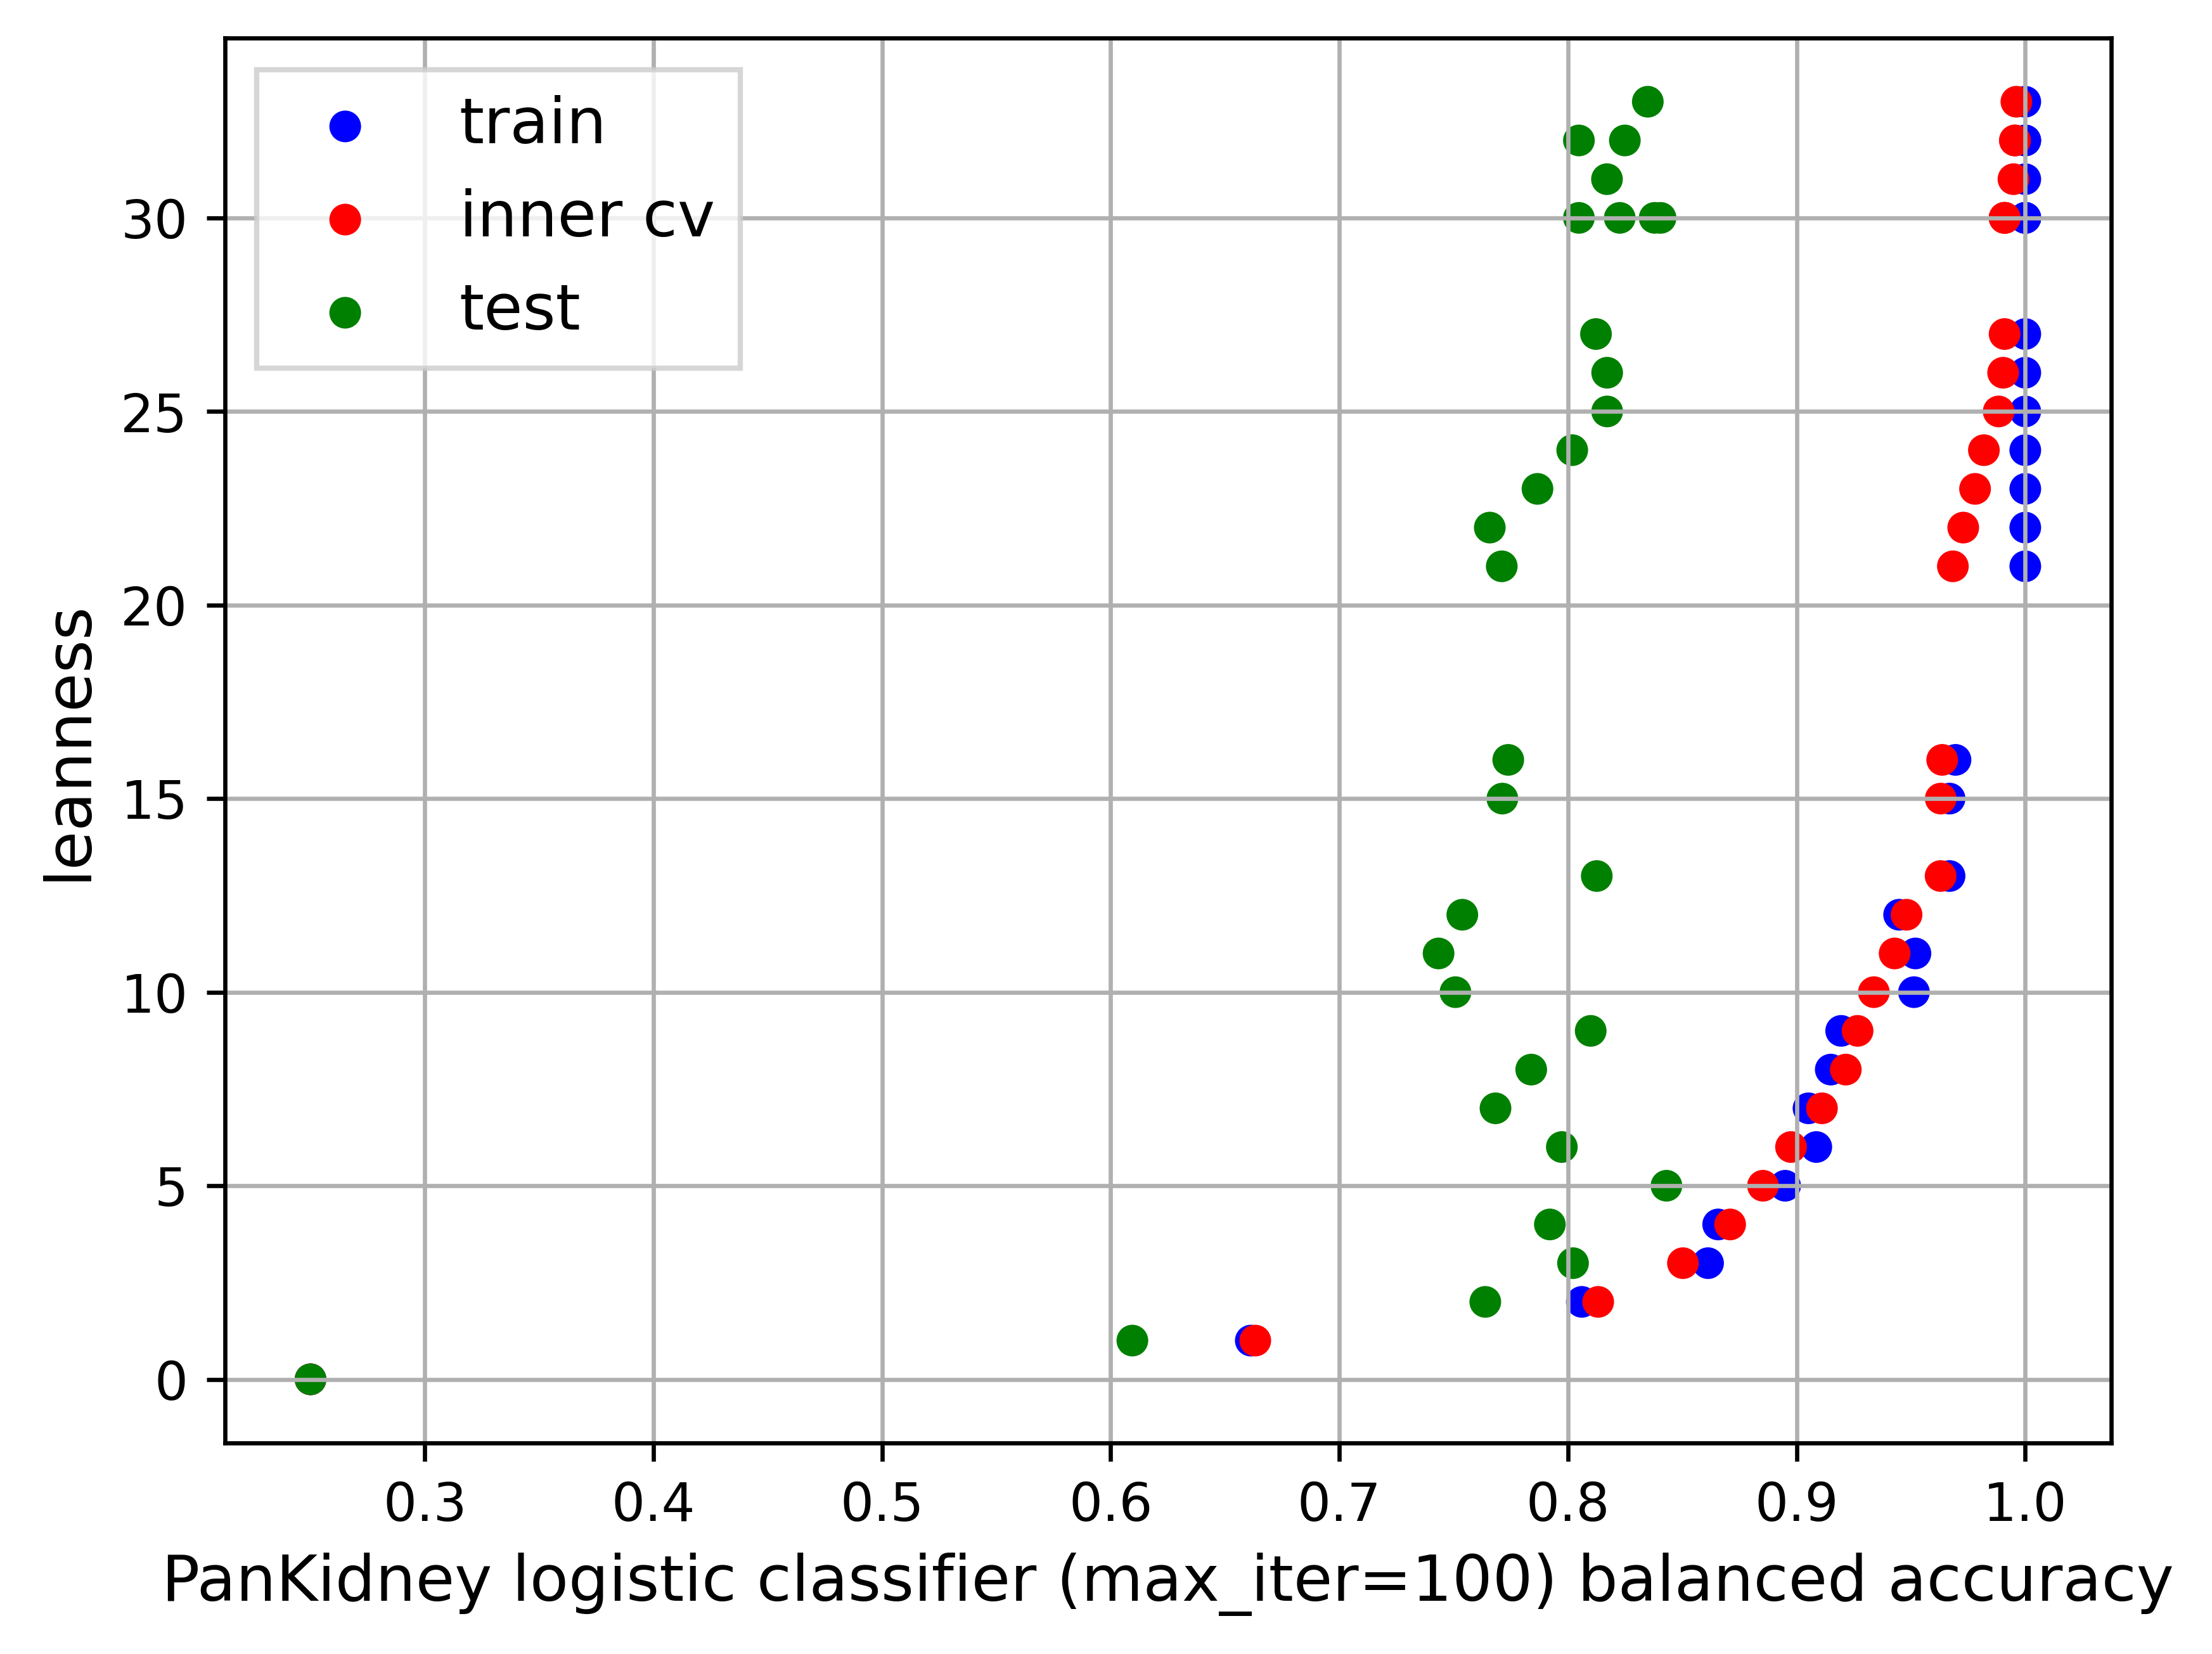 train
inner cv
test
30
25
20
15
10
5
0
leanness
0.3 0.4 0.5 0.6 0.7 0.8 0.9 1.0
PanKidney logistic classifier (max_iter=100) balanced accuracy